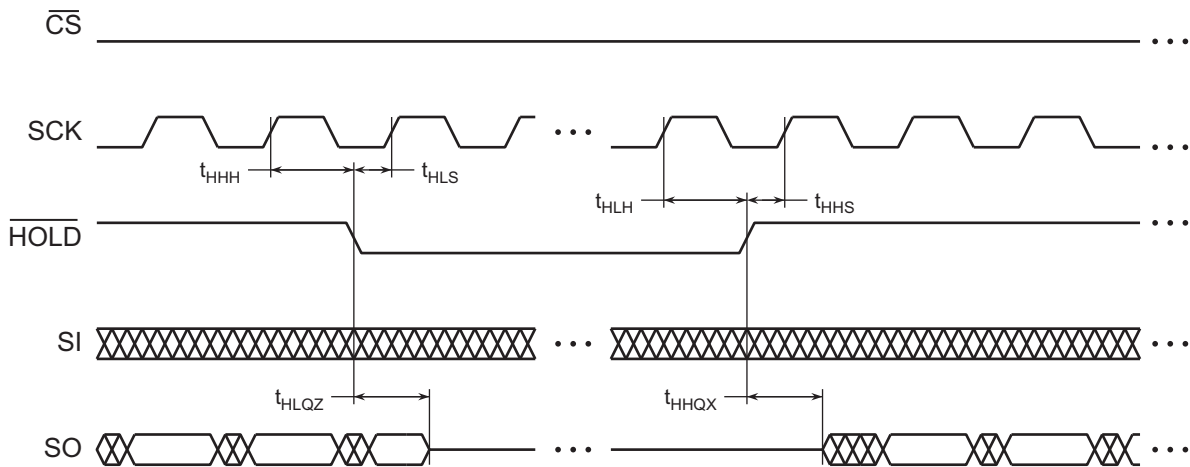 CS
SCK
• • •
tHHH
tHLS
tHLH
tHHS
HOLD
SI
• • •
tHLQZ
tHHQX
SO
• • •